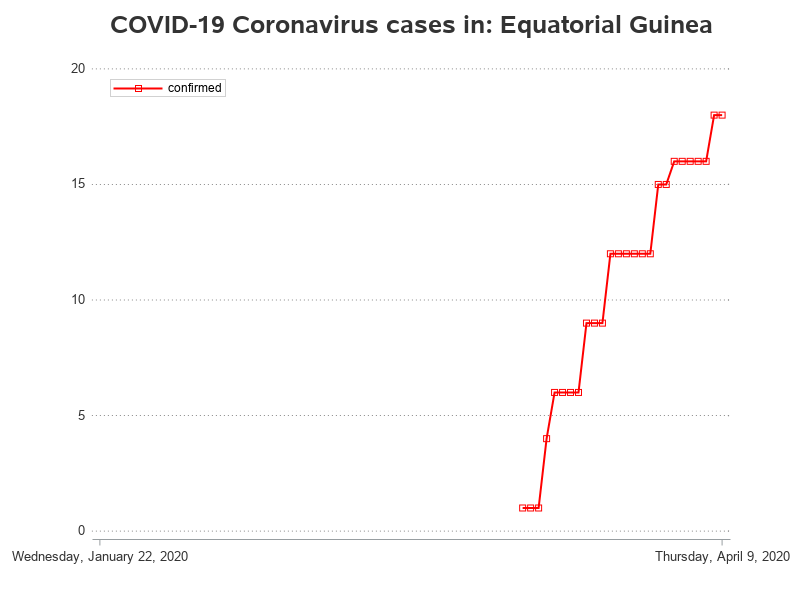 COVID-19 Coronavirus cases in: Equatorial Guinea
20
confirmed
15
10
5
0
Wednesday, January 22, 2020 Thursday, April 9, 2020